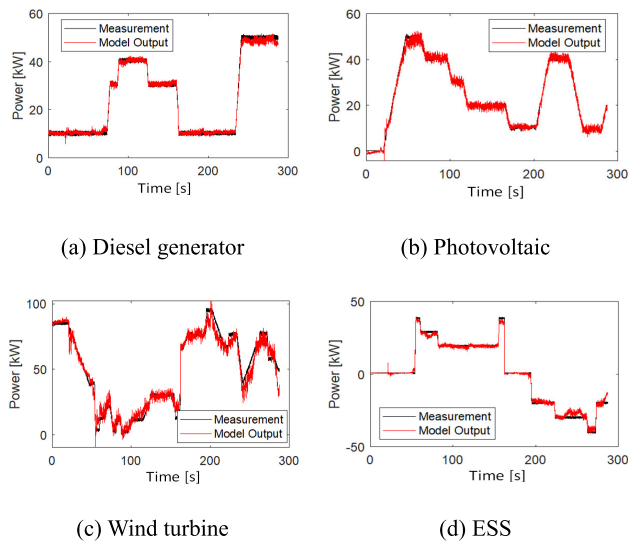 60
Measurement
Model Output
40
20
0
Power [kW]
0 100 200 300
Time [s]
(a) Diesel generator
60
Measurement
Model Output
40
20
0
Power [kW]
0 100 200 300
Time [s]
(b) Photovoltaic
100
50
0
Power [kW]
Measurement
Model Output
0 100 200 300
Time [s]
(c) Wind turbine
50
0
-50
Power [kW]
Measurement
Model Output
0 100 200 300
Time [s]
(d) ESS